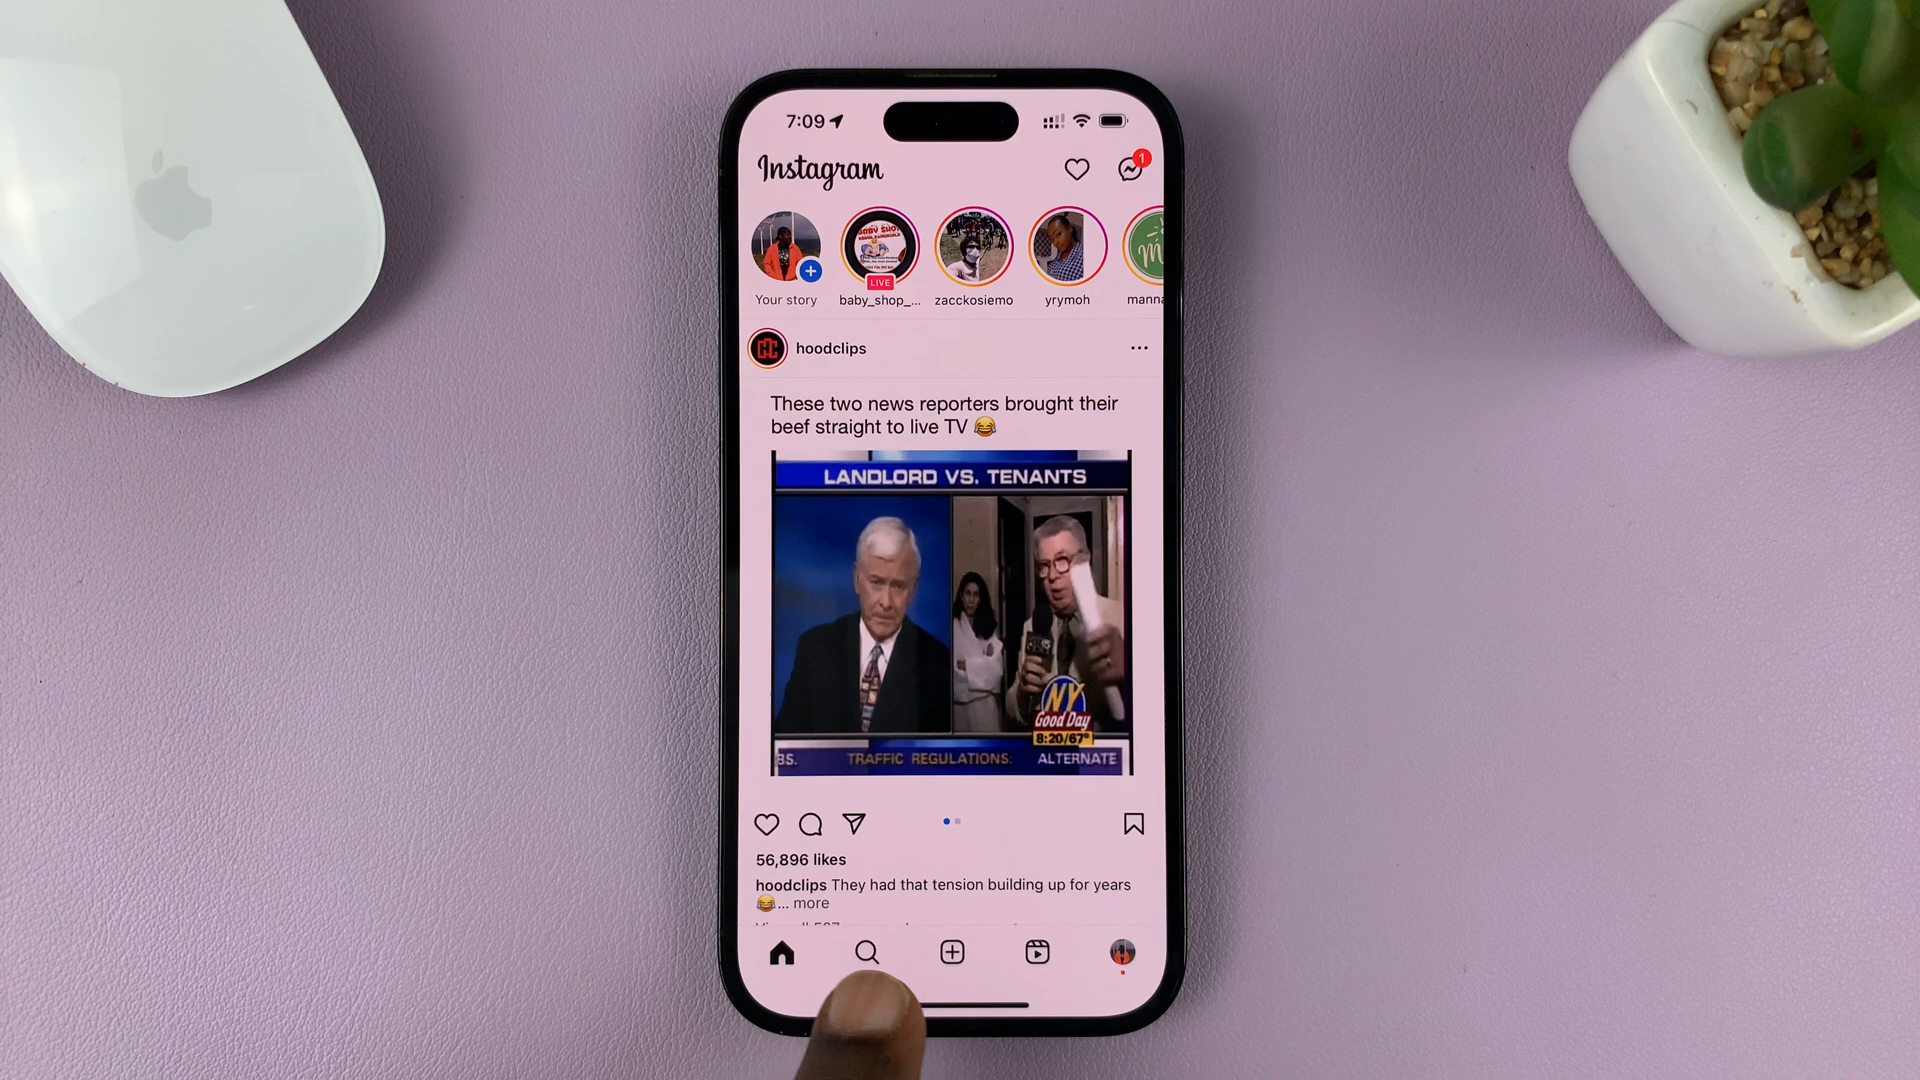 7:09
Instagram
1
LIVE
Your story
baby_shop_...
zacckosiemo
yrymoh
manna
hoodclips
These two news reporters brought their
beef straight to live TV 😂
LANDLORD VS. TENANTS
NY
Good Day
8:20/67°
BS. TRAFFIC REGULATIONS: ALTERNATE
56,896 likes
hoodclips They had that tension building up for years
😂... more